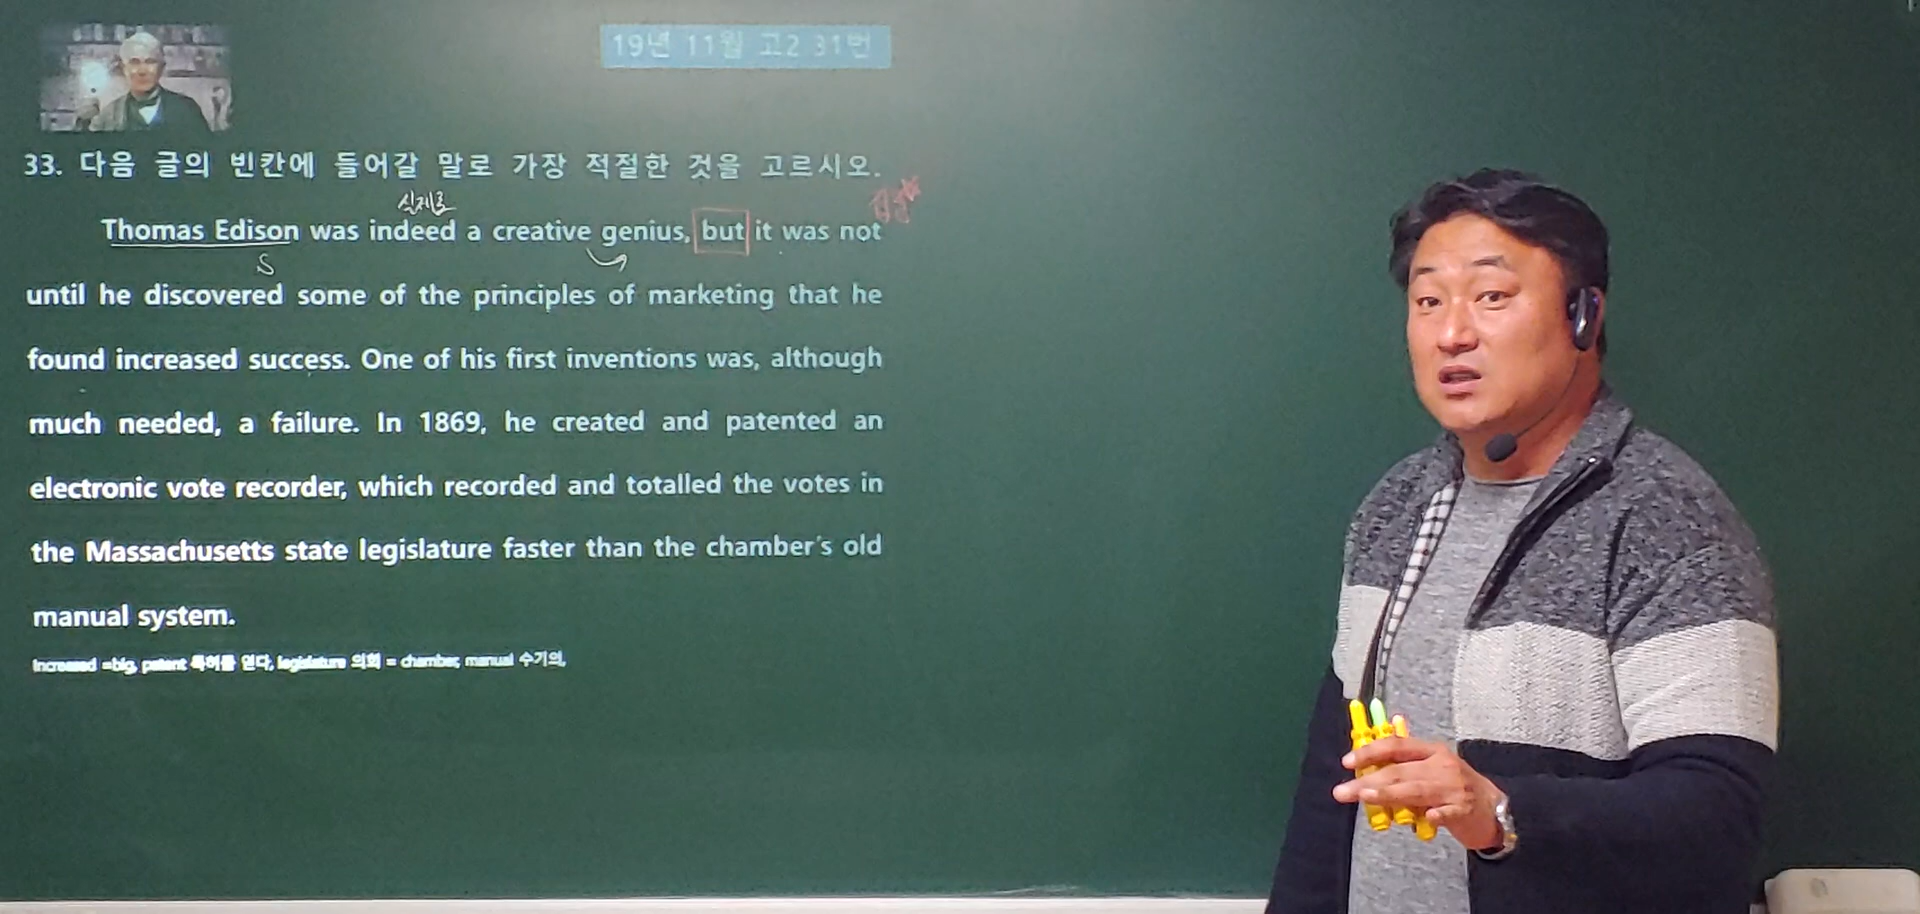 19년 11월 고2 31번
33. 다음 글의 빈칸에 들어갈 말로 가장 적절한 것을 고르시오.
실제로
Thomas Edison was indeed a creative genius, but it was not
S
until he discovered some of the principles of marketing that he
found increased success. One of his first inventions was, although
much needed, a failure. In 1869, he created and patented an
electronic vote recorder, which recorded and totalled the votes in
the Massachusetts state legislature faster than the chamber's old
manual system.
Increased =big, patent 특허를 얻다, legislature 의회 = chamber, manual 수기의,